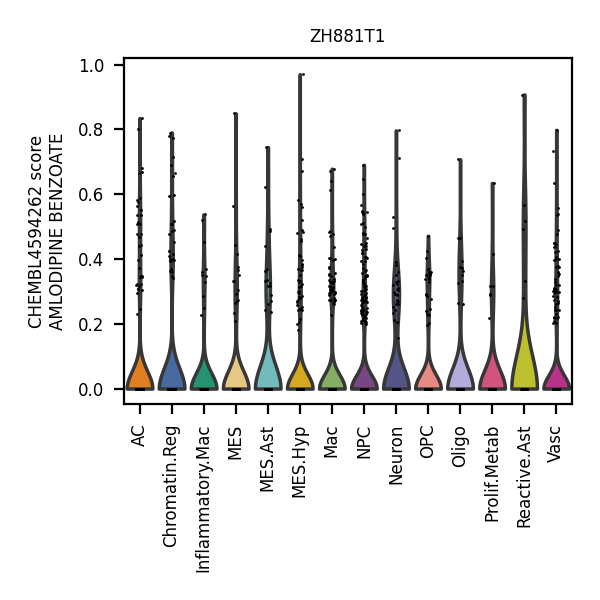 ZH881T1
CHEMBL4594262 score
AMLODIPINE BENZOATE
1.0
0.8
0.6
0.4
0.2
0.0
AC
Chromatin.Reg
Inflammatory.Mac
MES
MES.Ast
MES.Hyp
Mac
NPC
Neuron
OPC
Oligo
Prolif.Metab
Reactive.Ast
Vasc